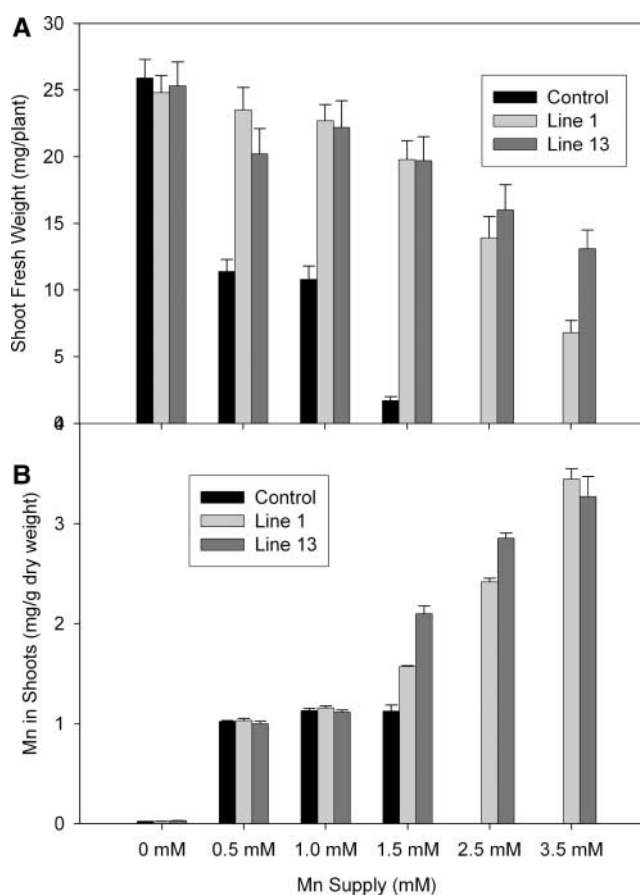 A
30
25
20
15
10
5
0
Shoot Fresh Weight (mg/plant)
Control
Line 1
Line 13
B
4
3
2
1
0
Mn in Shoots (mg/g dry weight)
Control
Line 1
Line 13
0 mM 0.5 mM 1.0 mM 1.5 mM 2.5 mM 3.5 mM
Mn Supply (mM)